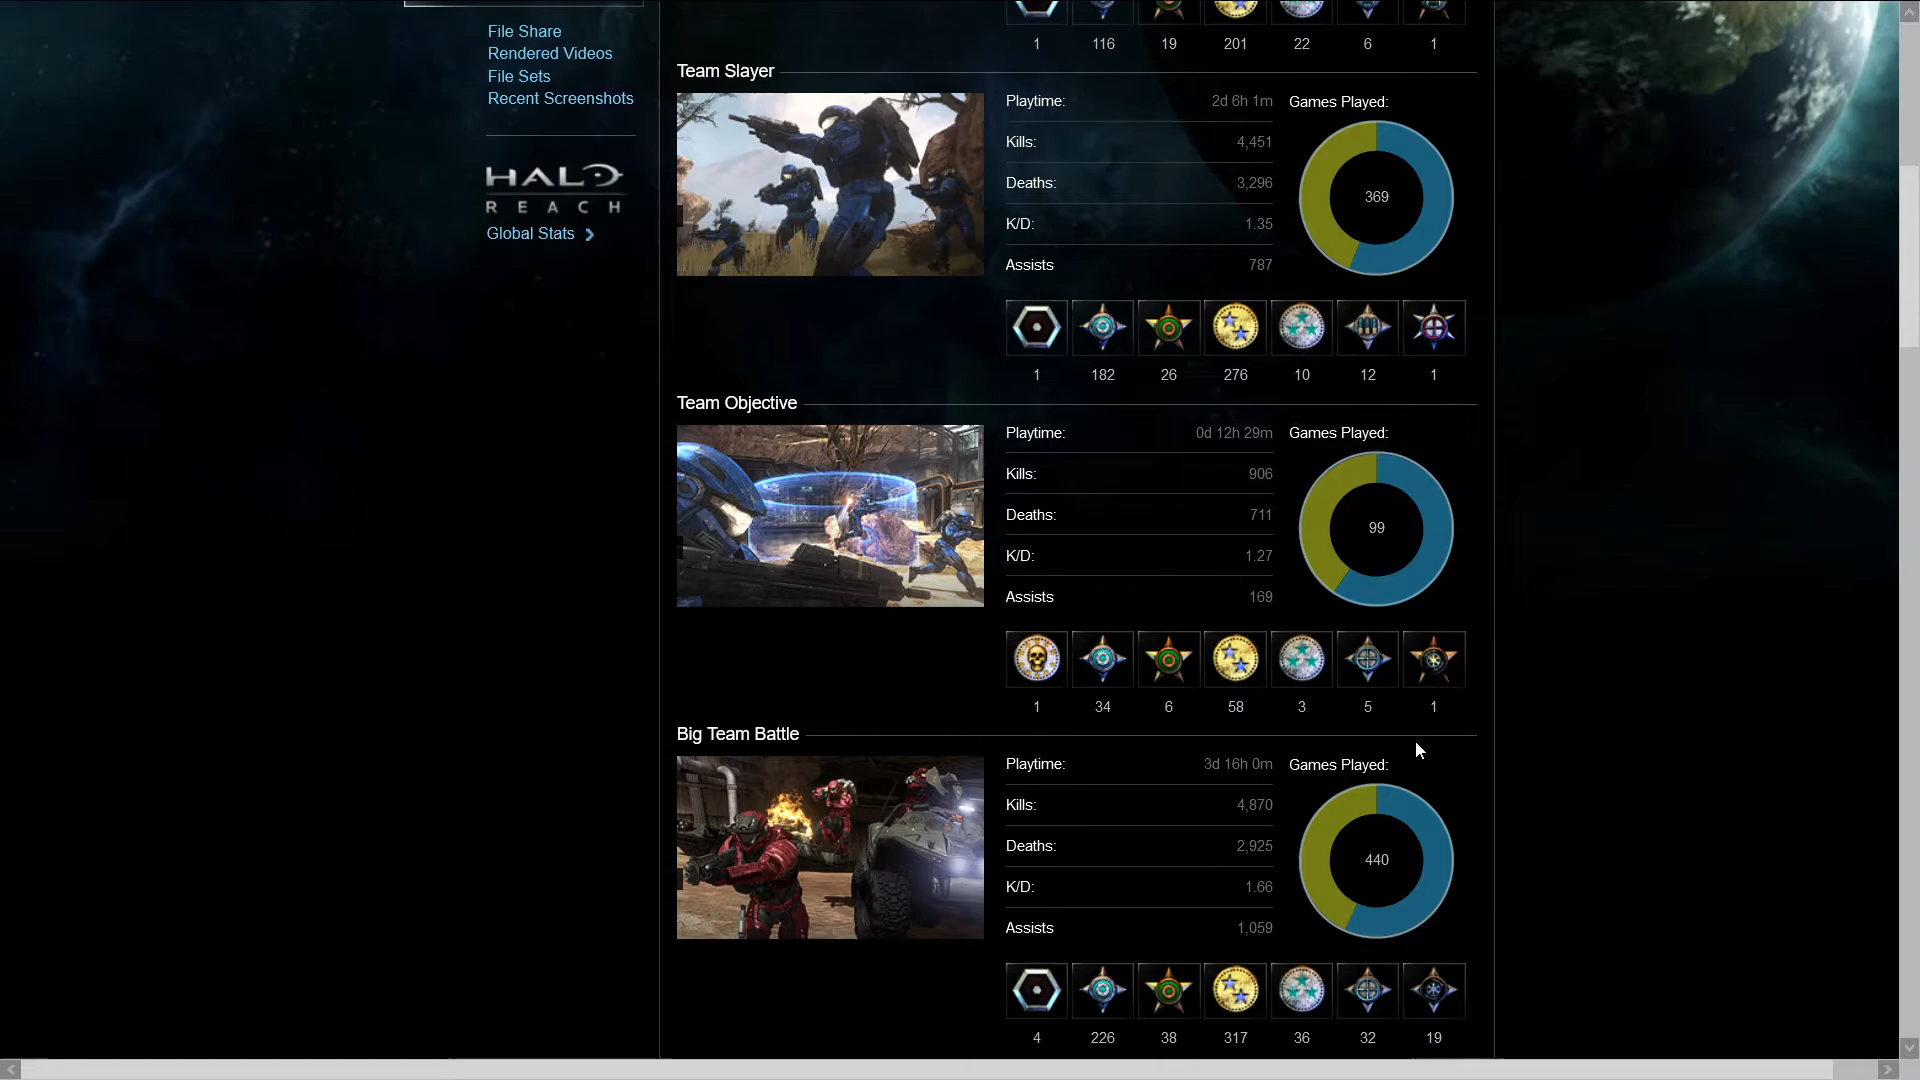 File Share
Rendered Videos
File Sets
Recent Screenshots
HALO
REACH
Global Stats
1 116 19 201 22 6 1
Team Slayer
Playtime: 2d 6h 1m
Kills: 4,451
Deaths: 3,296
K/D: 1.35
Assists 787
Games Played:
369
1 182 26 276 10 12 1
Team Objective
Playtime: 0d 12h 29m
Kills: 906
Deaths: 711
K/D: 1.27
Assists 169
Games Played:
99
1 34 6 58 3 5 1
Big Team Battle
Playtime: 3d 16h 0m
Kills: 4,870
Deaths: 2,925
K/D: 1.66
Assists 1,059
Games Played:
440
4 226 38 317 36 32 19